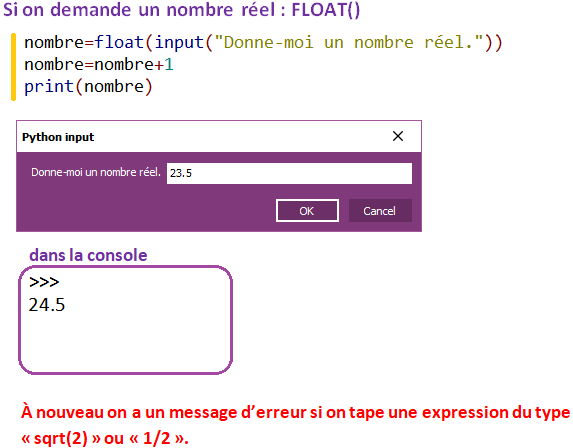 Si on demande un nombre réel : FLOAT()
nombre=float(input("Donne-moi un nombre réel."))
nombre=nombre+1
print(nombre)
Python input
Donne-moi un nombre réel. 23.5
OK Cancel
dans la console
>>>
24.5
À nouveau on a un message d’erreur si on tape une expression du type
« sqrt(2) » ou « 1/2 ».